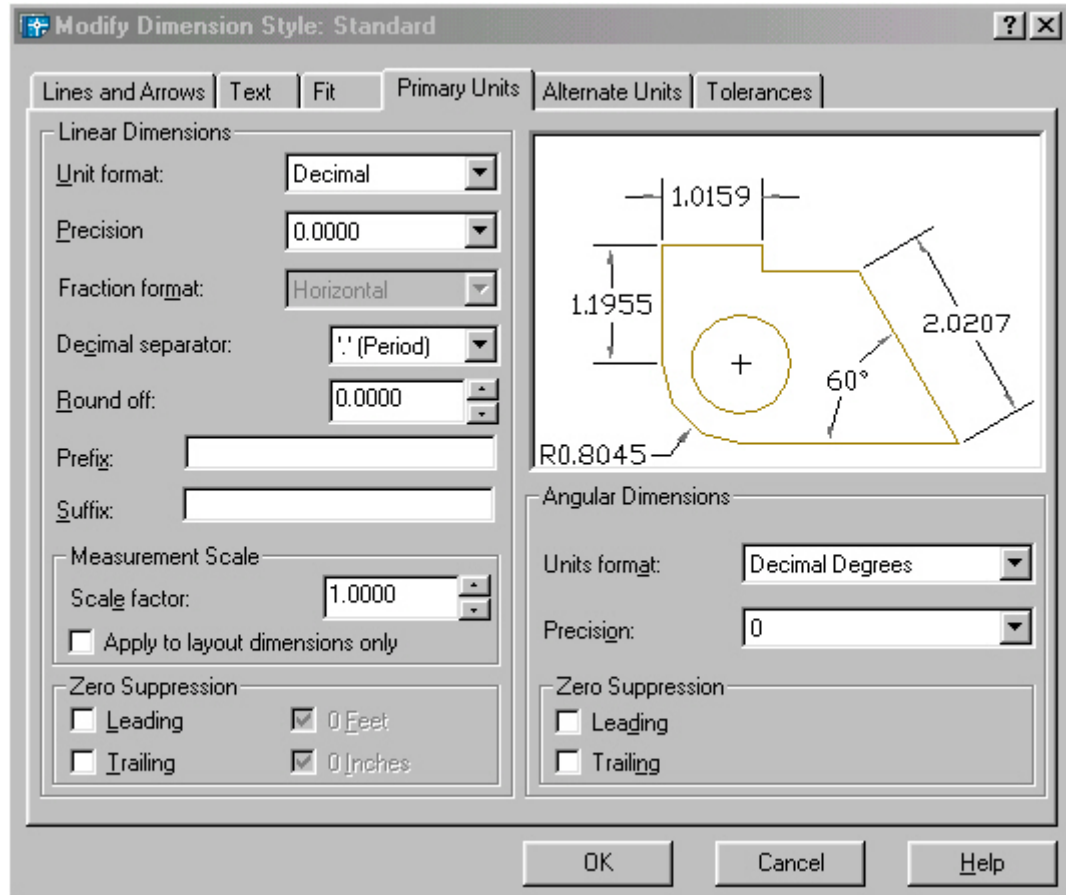 Modify Dimension Style: Standard
? X
Lines and Arrows Text Fit Primary Units Alternate Units Tolerances
Linear Dimensions
Unit format: Decimal
Precision 0.0000
Fraction format: Horizontal
Decimal separator: '.' (Period)
Round off: 0.0000
Prefix:
Suffix:
Measurement Scale
Scale factor: 1.0000
Apply to layout dimensions only
Zero Suppression
Leading 0 Feet
Trailing 0 Inches
1.0159
1.1955
2.0207
60°
R0.8045
Angular Dimensions
Units format: Decimal Degrees
Precision: 0
Zero Suppression
Leading
Trailing
OK Cancel Help